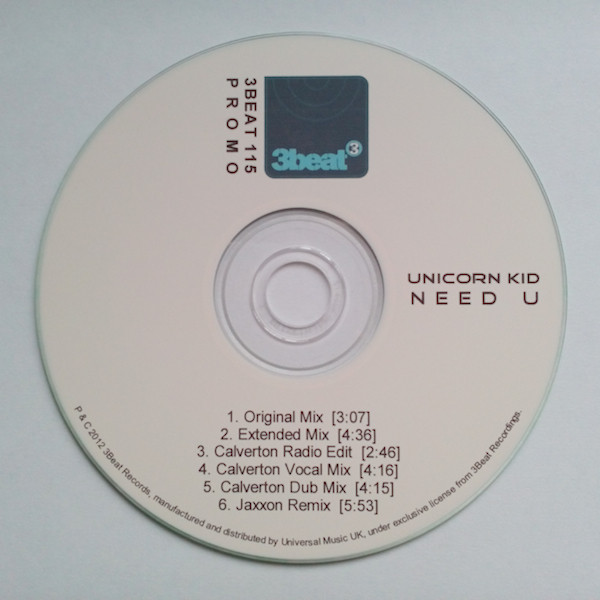 3BEAT 115
PROMO
3beat 3
UNICORN KID
NEED U
1. Original Mix [3:07]
2. Extended Mix [4:36]
3. Calverton Radio Edit [2:46]
4. Calverton Vocal Mix [4:16]
5. Calverton Dub Mix [4:15]
6. Jaxxon Remix [5:53]
P & C 2012 3Beat Records, manufactured and distributed by Universal Music UK, under exclusive license from 3Beat Recordings.